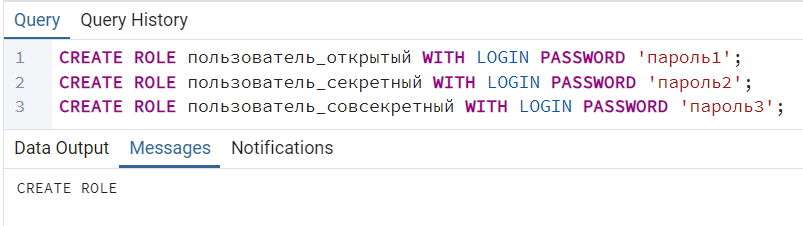 Query Query History
1 CREATE ROLE пользователь_открытый WITH LOGIN PASSWORD 'пароль1';
2 CREATE ROLE пользователь_секретный WITH LOGIN PASSWORD 'пароль2';
3 CREATE ROLE пользователь_совсекретный WITH LOGIN PASSWORD 'пароль3';
Data Output Messages Notifications
CREATE ROLE